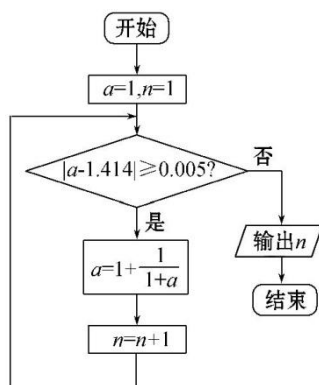 开始
a=1,n=1
|a-1.414|≥0.005?
否
是
a=1+\frac{1}{1+a}
输出n
n=n+1
结束